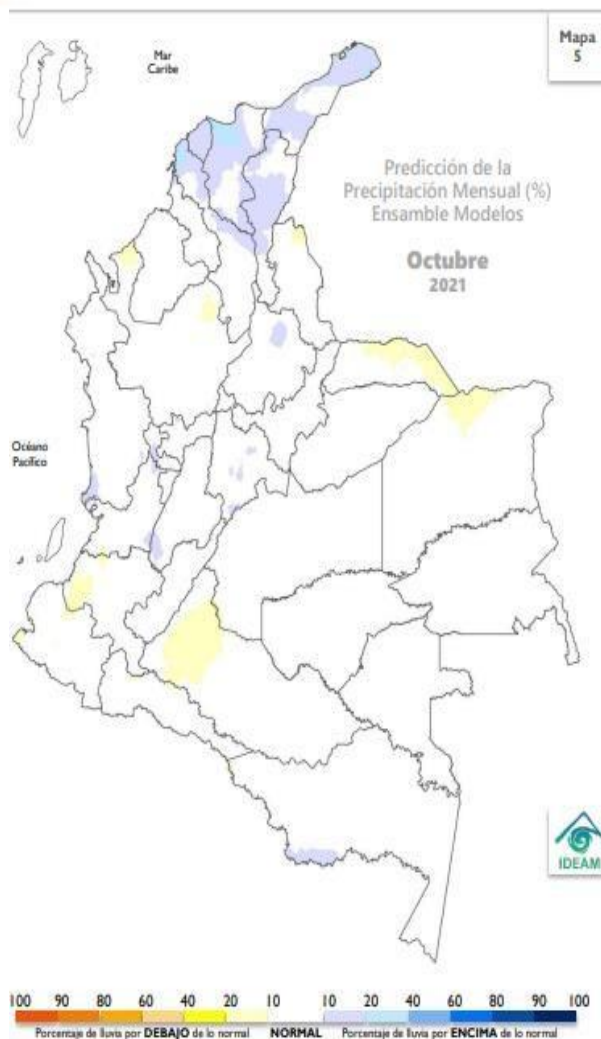 Mapa
5
Mar
Caribe
Predicción de la
Precipitación Mensual (%)
Ensamble Modelos
Octubre
2021
Océano
Pacífico
IDEAM
100 90 80 60 40 20 10 10 20 40 60 80 90 100
Porcentaje de lluvia por DEBAJO de lo normal NORMAL Porcentaje de lluvia por ENCIMA de lo normal